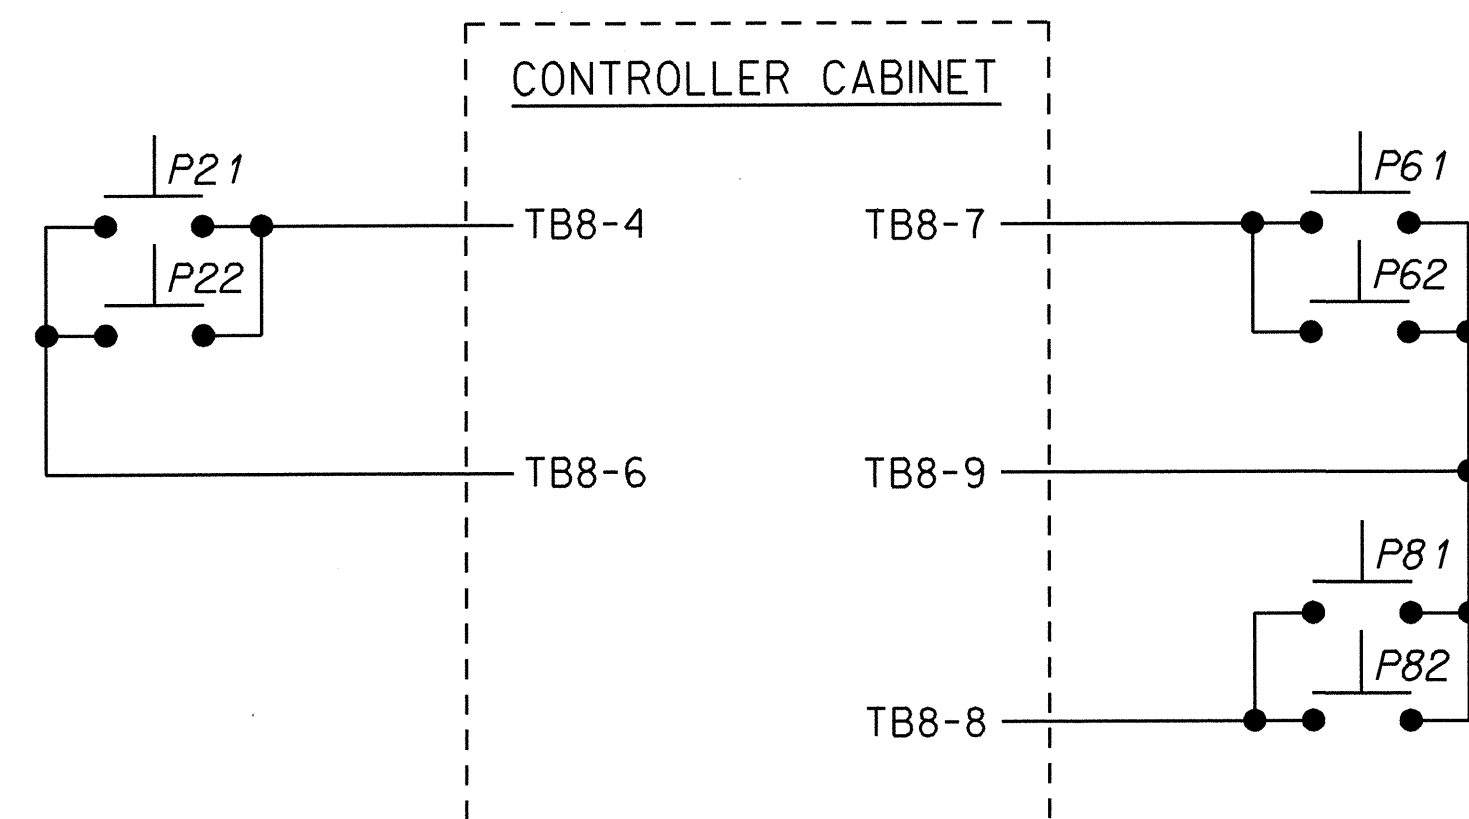 CONTROLLER CABINET
P21
TB8-4
P22
TB8-6
TB8-7
P61
P62
TB8-9
P81
P82
TB8-8